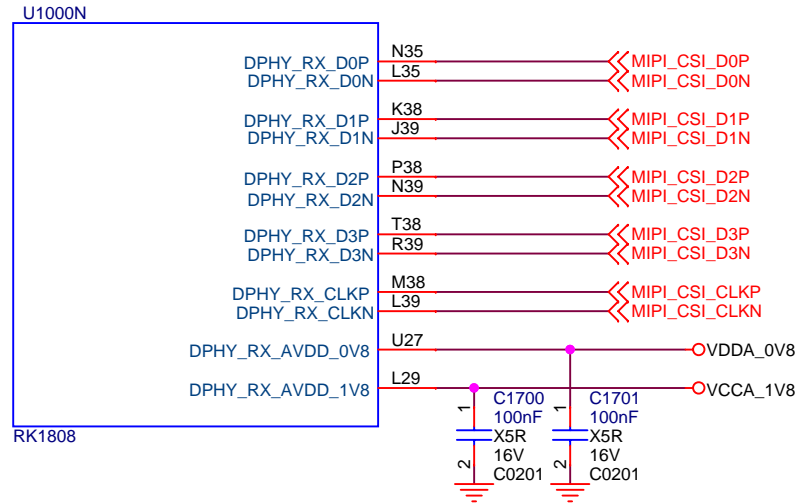 U1000N
DPHY_RX_D0P N35 MIPI_CSI_D0P
DPHY_RX_D0N L35 MIPI_CSI_D0N
DPHY_RX_D1P K38 MIPI_CSI_D1P
DPHY_RX_D1N J39 MIPI_CSI_D1N
DPHY_RX_D2P P38 MIPI_CSI_D2P
DPHY_RX_D2N N39 MIPI_CSI_D2N
DPHY_RX_D3P T38 MIPI_CSI_D3P
DPHY_RX_D3N R39 MIPI_CSI_D3N
DPHY_RX_CLKP M38 MIPI_CSI_CLKP
DPHY_RX_CLKN L39 MIPI_CSI_CLKN
DPHY_RX_AVDD_0V8 U27 VDDA_0V8
DPHY_RX_AVDD_1V8 L29 VCCA_1V8
RK1808
1 C1700
100nF
X5R
16V
2 C0201
1 C1701
100nF
X5R
16V
2 C0201